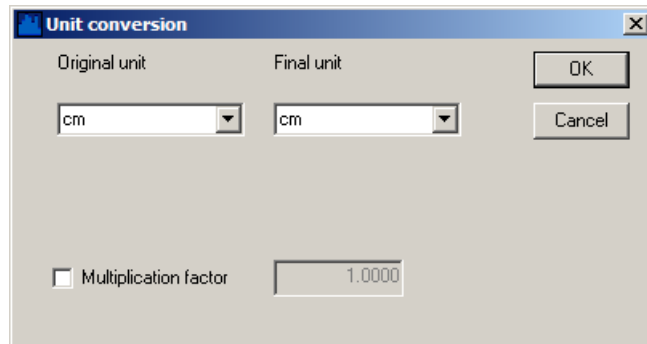 Unit conversion
Original unit
Final unit
OK
cm
cm
Cancel
Multiplication factor
1.0000